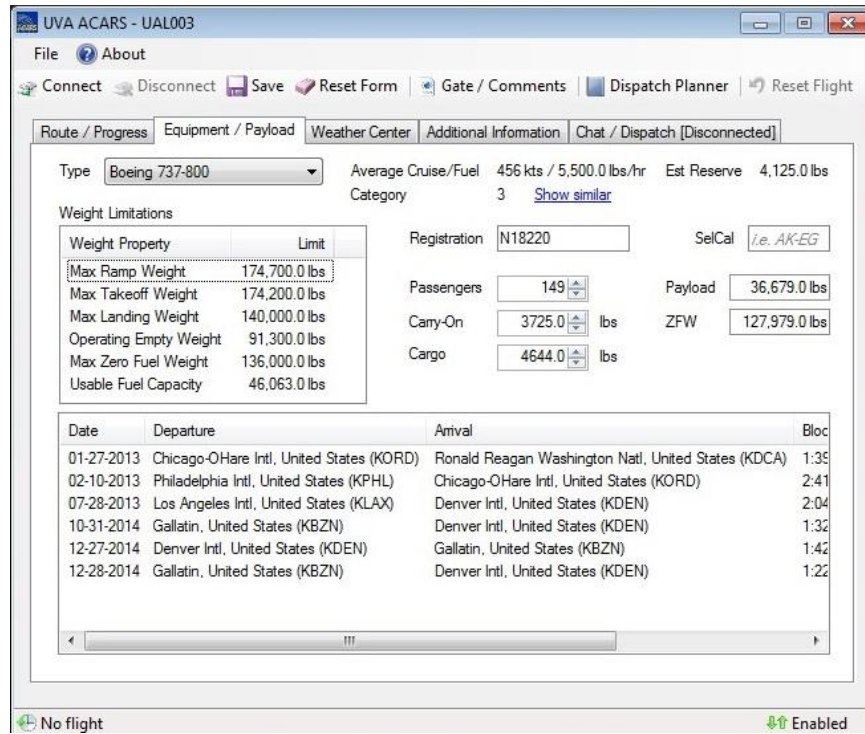 UVA ACARS - UAL003
File About
Connect Disconnect Save Reset Form Gate / Comments Dispatch Planner Reset Flight
Route / Progress Equipment / Payload Weather Center Additional Information Chat / Dispatch [Disconnected]
Type Boeing 737-800 Average Cruise/Fuel 456 kts / 5,500.0 lbs/hr Est Reserve 4,125.0 lbs
Category 3 Show similar
Weight Limitations
Weight Property Limit Registration N18220 SelCal i.e. AK-EG
Max Ramp Weight 174,700.0 lbs
Max Takeoff Weight 174,200.0 lbs Passengers 149 Payload 36,679.0 lbs
Max Landing Weight 140,000.0 lbs Carry-On 3725.0 lbs ZFW 127,979.0 lbs
Operating Empty Weight 91,300.0 lbs
Max Zero Fuel Weight 136,000.0 lbs Cargo 4644.0 lbs
Usable Fuel Capacity 46,063.0 lbs
Date Departure Arrival Bloc
01-27-2013 Chicago-OHare Intl, United States (KORD) Ronald Reagan Washington Natl, United States (KDCA) 1:39
02-10-2013 Philadelphia Intl, United States (KPHL) Chicago-OHare Intl, United States (KORD) 2:41
07-28-2013 Los Angeles Intl, United States (KLAX) Denver Intl, United States (KDEN) 2:04
10-31-2014 Gallatin, United States (KBZN) Denver Intl, United States (KDEN) 1:32
12-27-2014 Denver Intl, United States (KDEN) Gallatin, United States (KBZN) 1:42
12-28-2014 Gallatin, United States (KBZN) Denver Intl, United States (KDEN) 1:22
No flight Enabled